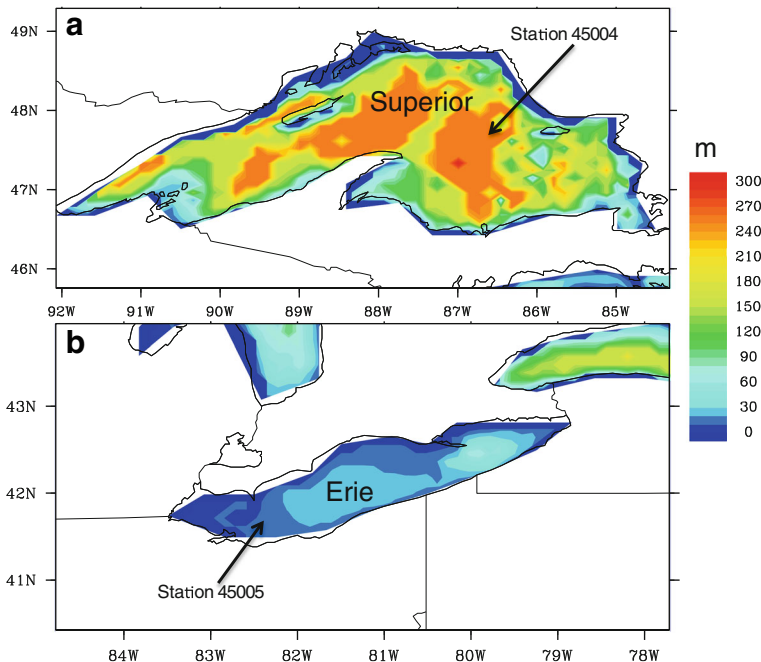 a
Station 45004
Superior
49N
48N
47N
46N
92W 91W 90W 89W 88W 87W 86W 85W
m
300
270
240
210
180
150
120
90
60
30
0
b
Erie
Station 45005
43N
42N
41N
84W 83W 82W 81W 80W 79W 78W